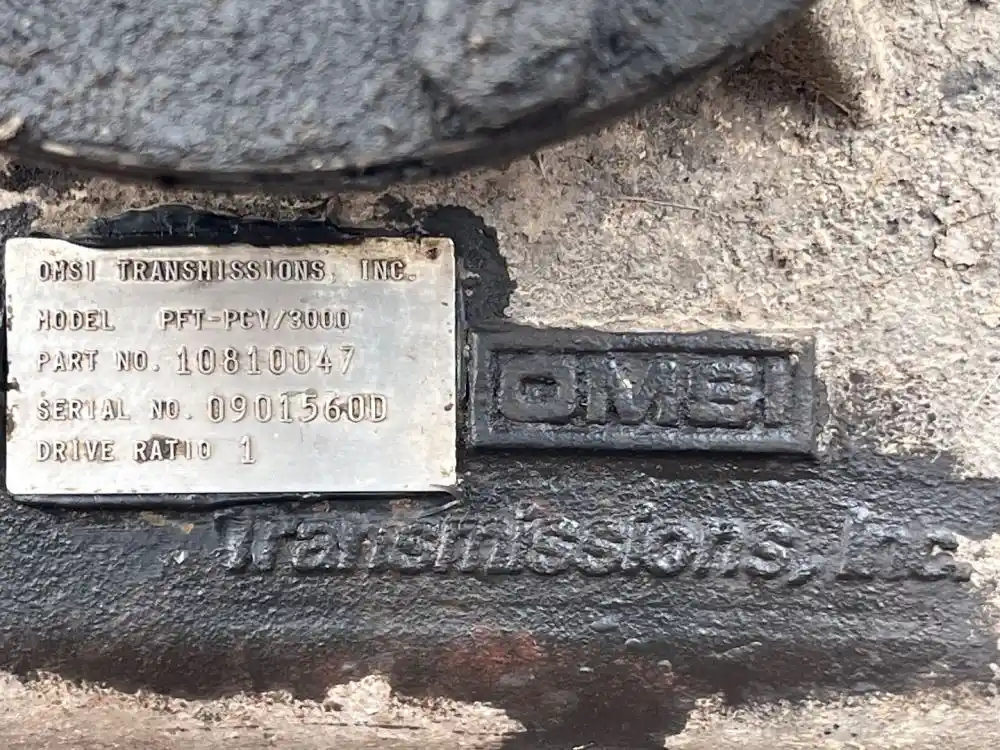 OMSI TRANSMISSIONS, INC.
MODEL PFT-PCV/3000
PART NO. 10810047
SERIAL NO. 0901560D
DRIVE RATIO 1
OMSI
Transmissions, Inc.